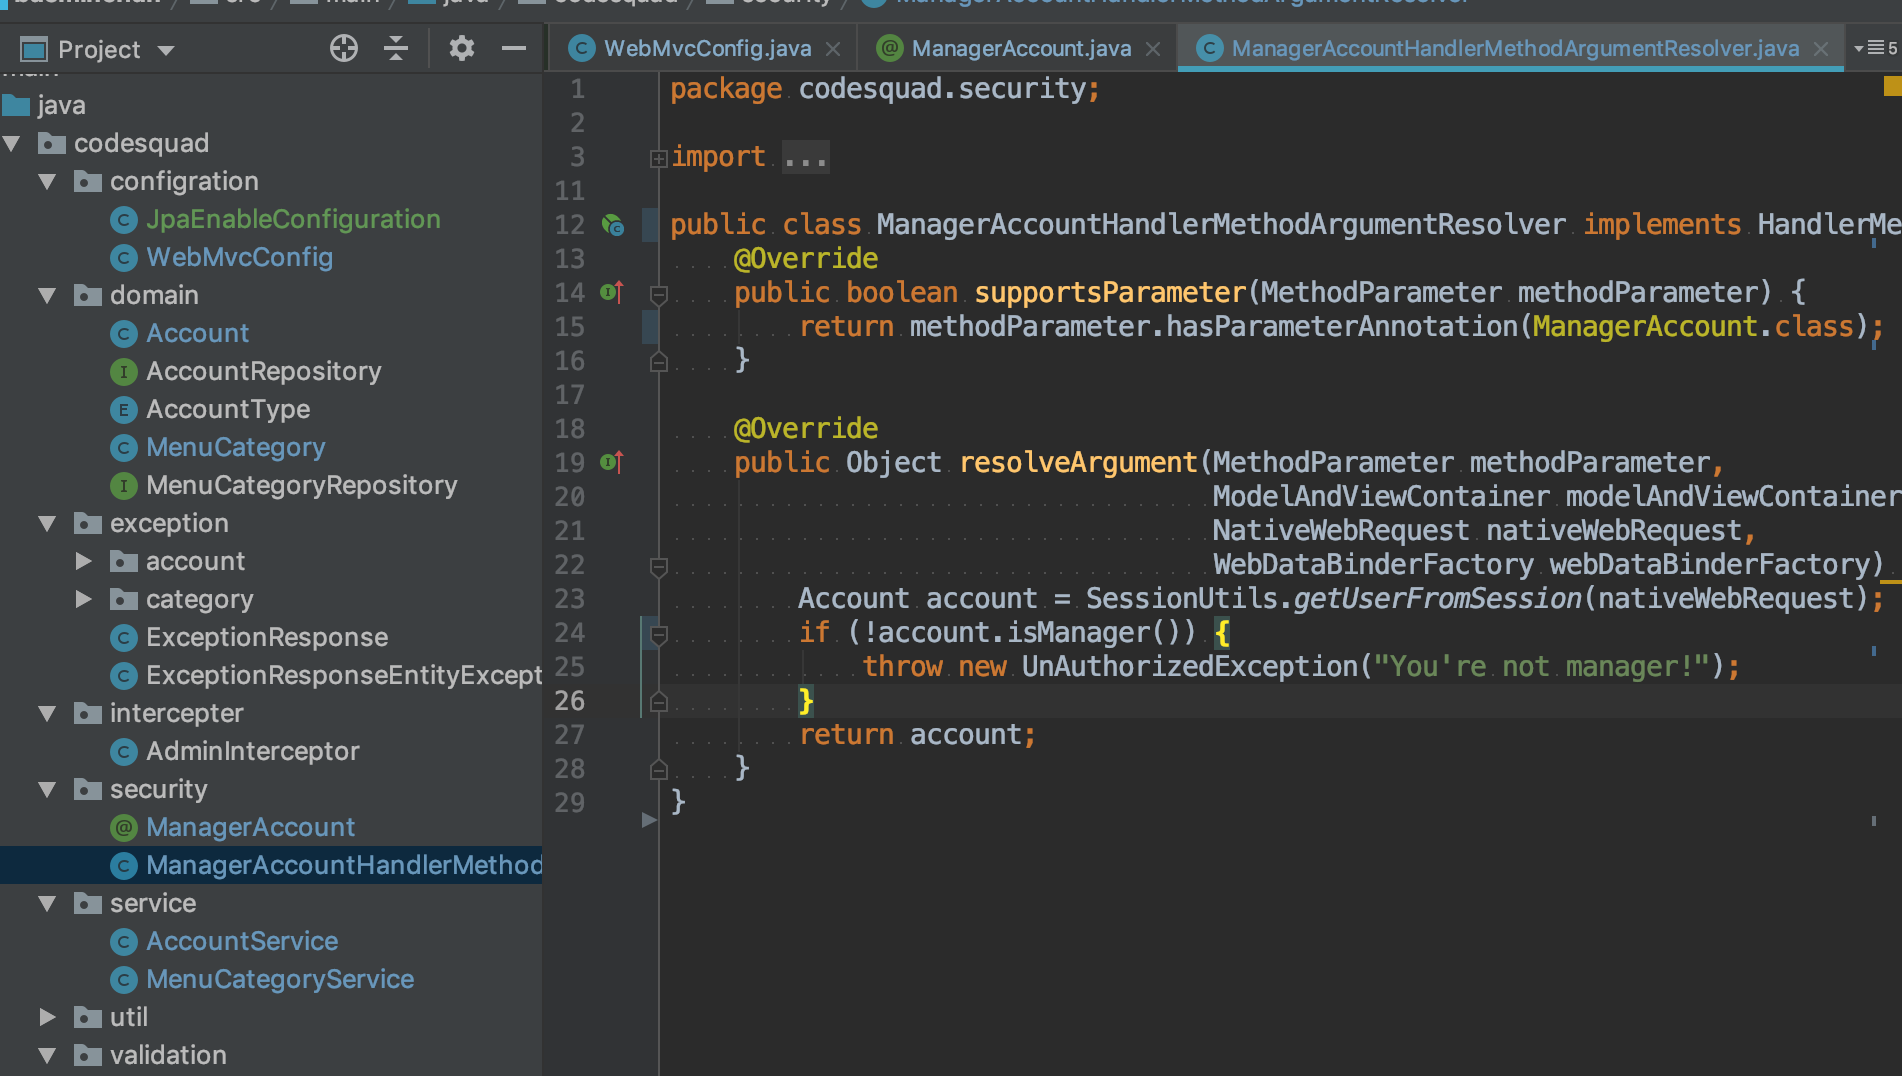 Project
java
codesquad
configration
JpaEnableConfiguration
WebMvcConfig
domain
Account
AccountRepository
AccountType
MenuCategory
MenuCategoryRepository
exception
account
category
ExceptionResponse
ExceptionResponseEntityExcept
intercepter
AdminInterceptor
security
ManagerAccount
ManagerAccountHandlerMethod
service
AccountService
MenuCategoryService
util
validation
WebMvcConfig.java
ManagerAccount.java
ManagerAccountHandlerMethodArgumentResolver.java
5
1 package codesquad.security;
2
3 import ...
11
12 public class ManagerAccountHandlerMethodArgumentResolver implements HandlerMe
13 @Override
14 public boolean supportsParameter(MethodParameter methodParameter) {
15 return methodParameter.hasParameterAnnotation(ManagerAccount.class);
16 }
17
18 @Override
19 public Object resolveArgument(MethodParameter methodParameter,
20 ModelAndViewContainer modelAndViewContainer
21 NativeWebRequest nativeWebRequest,
22 WebDataBinderFactory webDataBinderFactory)
23 Account account = SessionUtils.getUserFromSession(nativeWebRequest);
24 if (!account.isManager()) {
25 throw new UnAuthorizedException("You're not manager!");
26 }
27 return account;
28 }
29 }